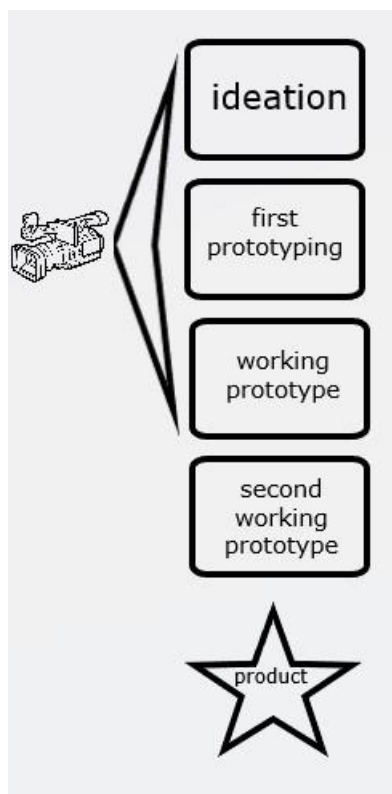 ideation
first
prototyping
working
prototype
second
working
prototype
product